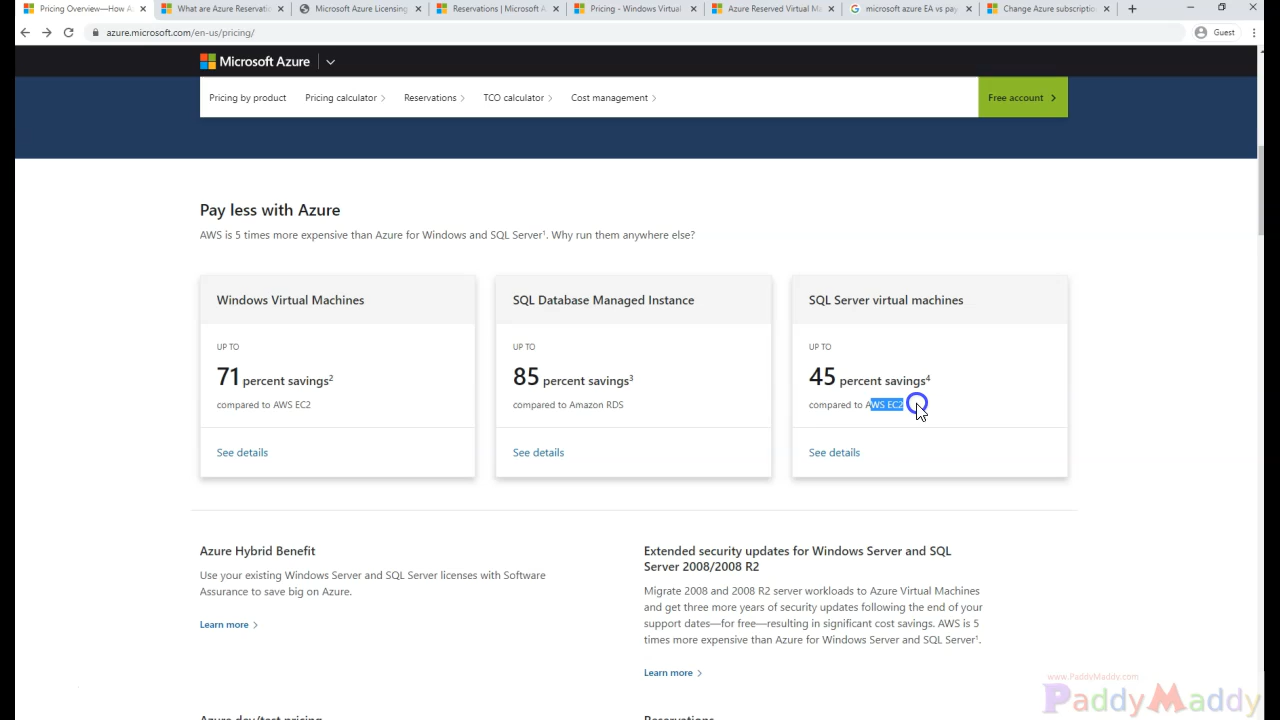 Pricing Overview—How A
What are Azure Reservati
Microsoft Azure Licensing
Reservations | Microsoft A
Pricing - Windows Virtual
Azure Reserved Virtual Ma
microsoft azure EA vs pay
Change Azure subscriptio
azure.microsoft.com/en-us/pricing/
Guest
Microsoft Azure
Pricing by product
Pricing calculator
Reservations
TCO calculator
Cost management
Free account
Pay less with Azure
AWS is 5 times more expensive than Azure for Windows and SQL Server¹. Why run them anywhere else?
Windows Virtual Machines
UP TO
71 percent savings²
compared to AWS EC2
See details
SQL Database Managed Instance
UP TO
85 percent savings³
compared to Amazon RDS
See details
SQL Server virtual machines
UP TO
45 percent savings⁴
compared to AWS EC2
See details
Azure Hybrid Benefit
Use your existing Windows Server and SQL Server licenses with Software
Assurance to save big on Azure.
Learn more
Extended security updates for Windows Server and SQL
Server 2008/2008 R2
Migrate 2008 and 2008 R2 server workloads to Azure Virtual Machines
and get three more years of security updates following the end of your
support dates—for free—resulting in significant cost savings. AWS is 5
times more expensive than Azure for Windows Server and SQL Server¹.
Learn more
Azure dev/test pricing
Reservations
www.PaddyMaddy.com
PaddyMaddy